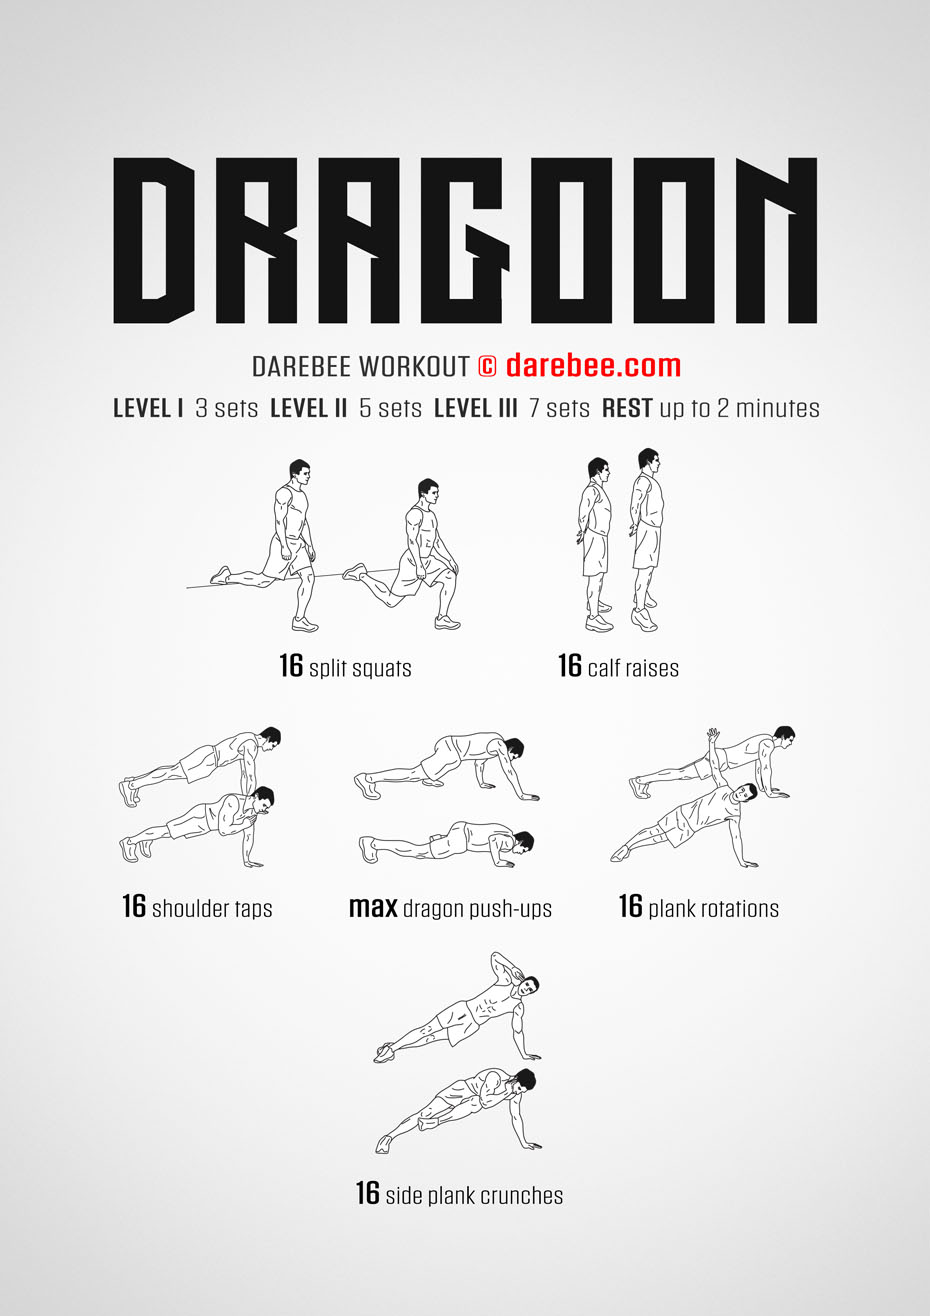 DRAGOON
DAREBEE WORKOUT © darebee.com
LEVEL I 3 sets LEVEL II 5 sets LEVEL III 7 sets REST up to 2 minutes
16 split squats
16 calf raises
16 shoulder taps
max dragon push-ups
16 plank rotations
16 side plank crunches